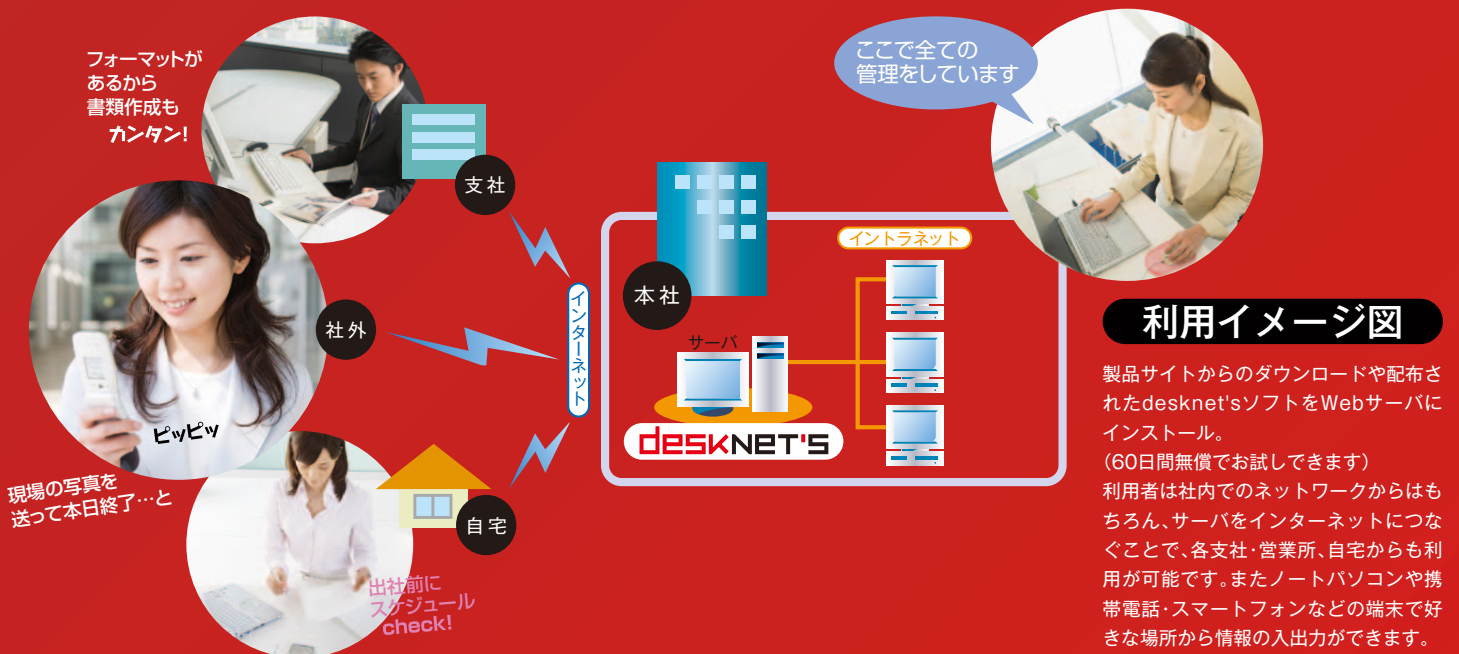 フォーマットが
あるから
書類作成も
カンタン!
支社
ここで全ての
管理をしています
イントラネット
本社
社外
インターネット
サーバ
DESKNET'S
ピッピッ
現場の写真を
送って本日終了…と
自宅
出社前に
スケジュール
check!
利用イメージ図
製品サイトからのダウンロードや配布さ
れたdesknet'sソフトをWebサーバに
インストール。
(60日間無償でお試しできます)
利用者は社内でのネットワークからはも
ちろん、サーバをインターネットにつな
ぐことで、各支社・営業所、自宅からも利
用が可能です。またノートパソコンや携
帯電話・スマートフォンなどの端末で好
きな場所から情報の入出力ができます。